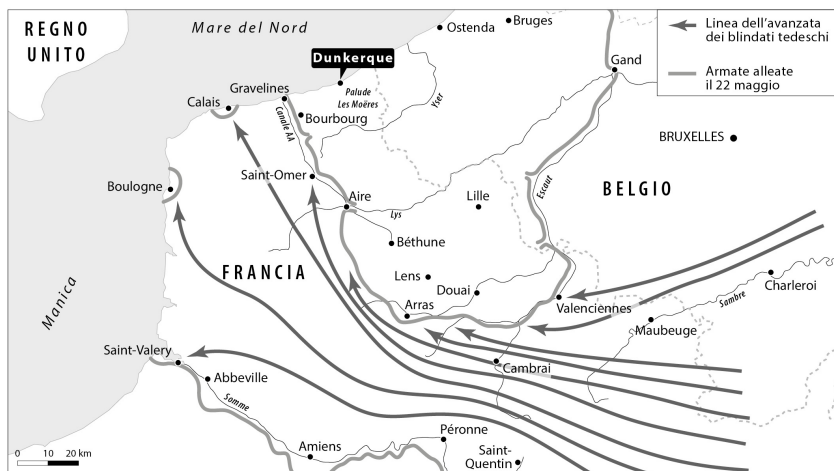 REGNO
UNITO
Mare del Nord
Ostenda
Bruges
Linea dell'avanzata
dei blindati tedeschi
Armate alleate
il 22 maggio
Gand
Dunkerque
Palude
Les Moëres
Gravelines
Calais
Canale AA
Bourbourg
Yser
BRUXELLES
Saint-Omer
Boulogne
Aire
Lys
Lille
Escaut
BELGIO
Béthune
FRANCIA
Lens
Douai
Arras
Valenciennes
Charleroi
Sambre
Maubeuge
Manica
Saint-Valery
Abbeville
Cambrai
Somme
Amiens
Péronne
Saint-
Quentin
0 10 20 km